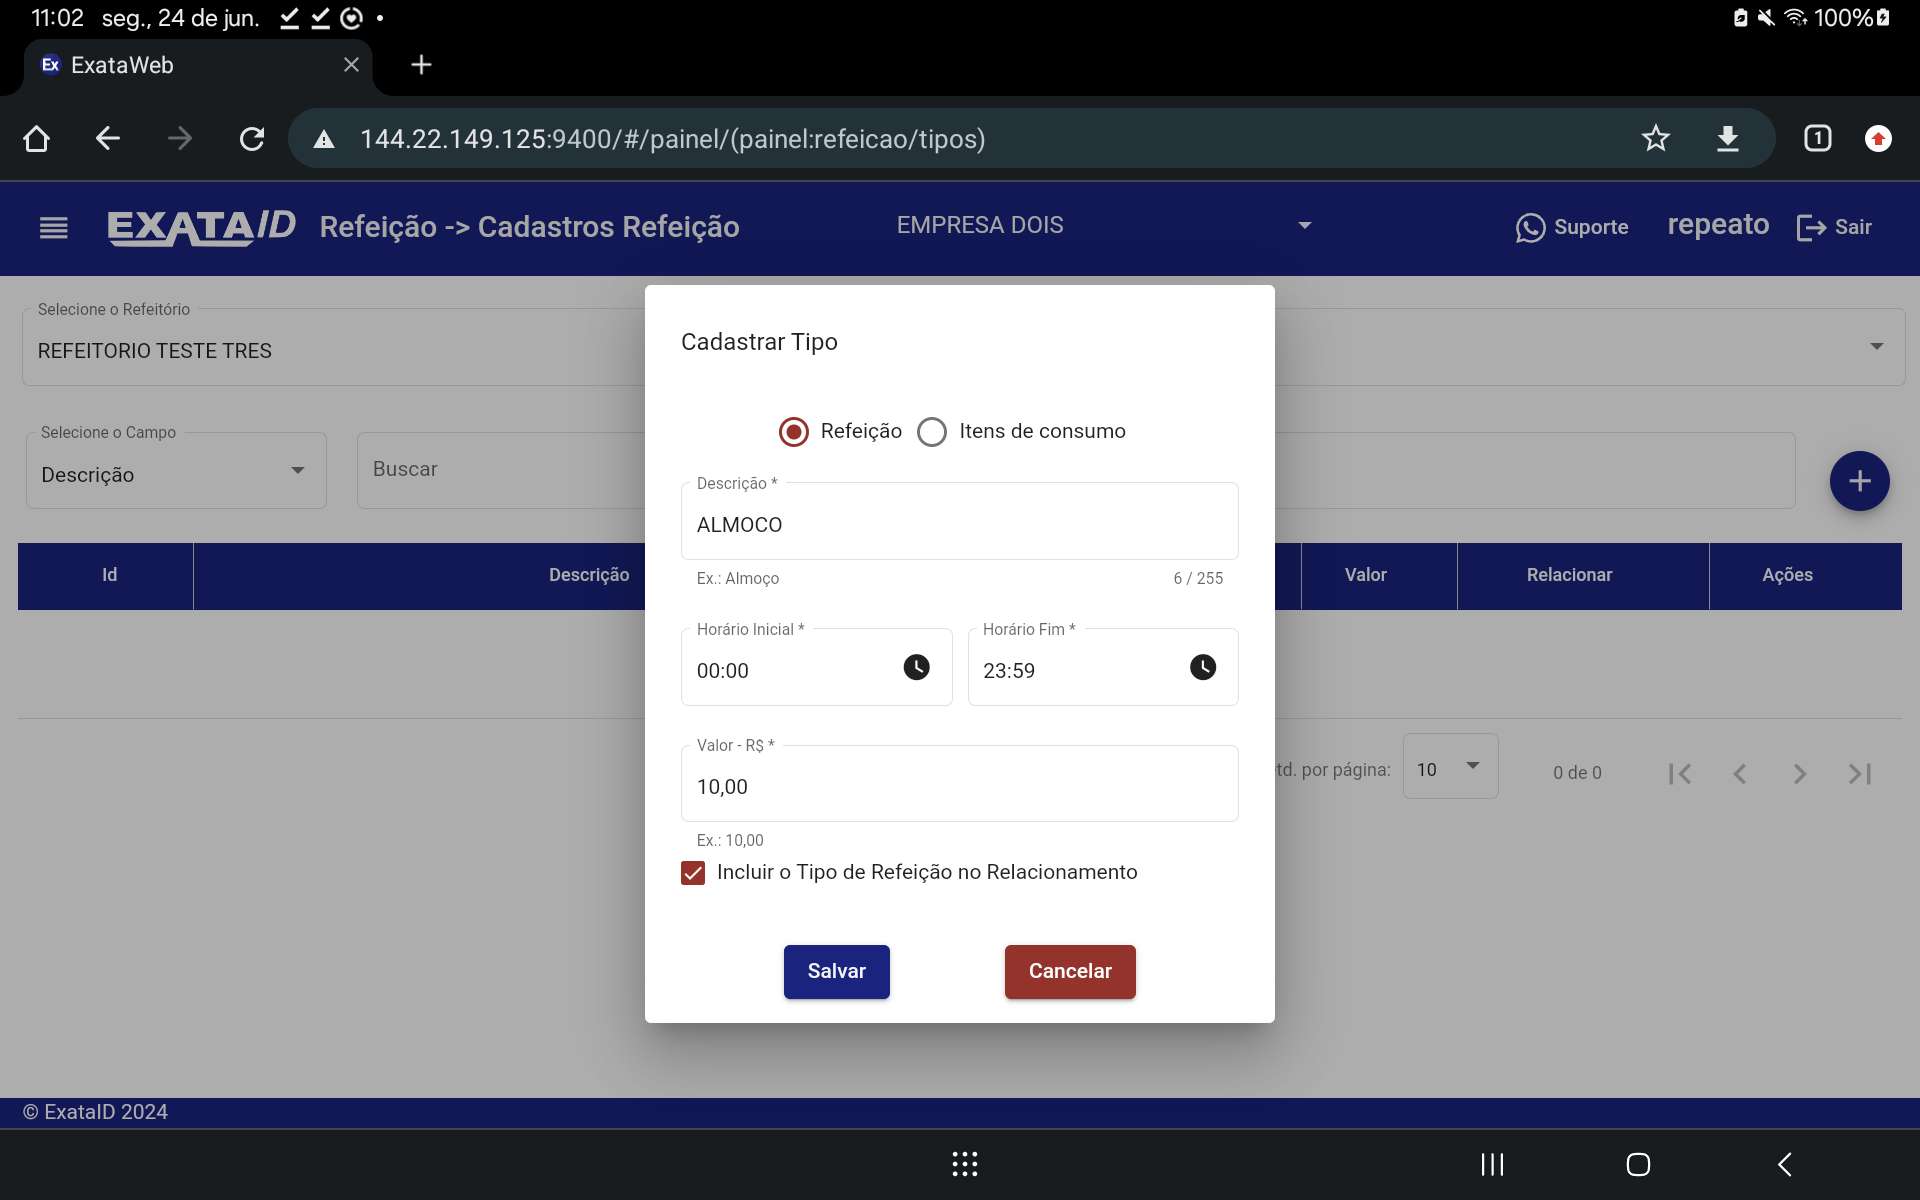 11:02 seg., 24 de jun.
100%
Ex ExataWeb
144.22.149.125:9400/#/painel/(painel:refeicao/tipos)
1
EXATAID Refeição -> Cadastros Refeição EMPRESA DOIS Suporte repeato Sair
Selecione o Refeitório
REFEITORIO TESTE TRES
Selecione o Campo
Descrição
Buscar
Id Descrição Valor Relacionar Ações
td. por página: 10 0 de 0
Cadastrar Tipo
Refeição Itens de consumo
Descrição *
ALMOCO
Ex.: Almoço 6 / 255
Horário Inicial * Horário Fim *
00:00 23:59
Valor - R$ *
10,00
Ex.: 10,00
Incluir o Tipo de Refeição no Relacionamento
Salvar Cancelar
© ExataID 2024